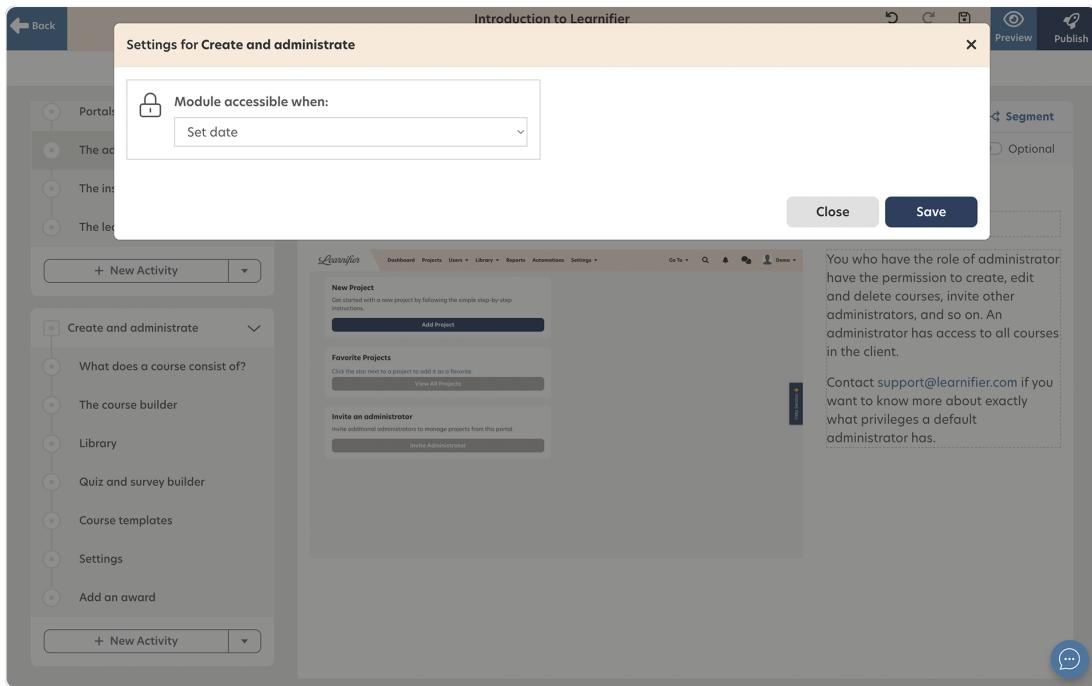 Back
Introduction to Learnifier
Preview
Publish
Settings for Create and administrate
Module accessible when:
Set date
Close
Save
Segment
Optional
Portals
The
The
The
+ New Activity
Create and administrate
What does a course consist of?
The course builder
Library
Quiz and survey builder
Course templates
Settings
Add an award
+ New Activity
Learnifier
Dashboard Projects Users Library Reports Automations Settings Go To Demo
New Project
Get started with a new project by following the simple step-by-step
instructions.
Add Project
Favorite Projects
Click the star next to a project to add it as a favorite.
View All Projects
Invite an administrator
Invite additional administrators to manage projects from this portal.
Invite Administrator
You who have the role of administrator
have the permission to create, edit
and delete courses, invite other
administrators, and so on. An
administrator has access to all courses
in the client.
Contact support@learnifier.com if you
want to know more about exactly
what privileges a default
administrator has.